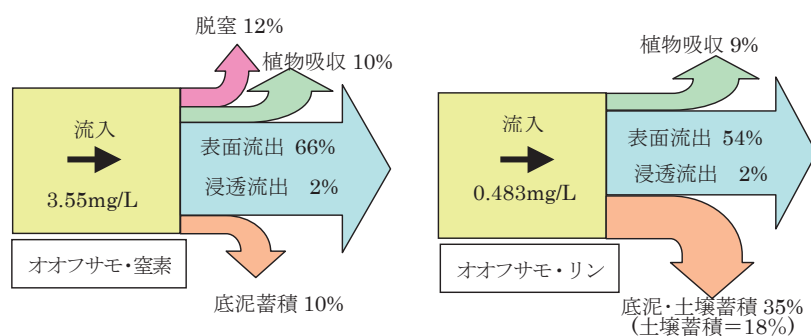 脱窒 12%
植物吸収 10%
流入
3.55mg/L
表面流出 66%
浸透流出 2%
オオフサモ・窒素
底泥蓄積 10%
植物吸収 9%
流入
0.483mg/L
表面流出 54%
浸透流出 2%
オオフサモ・リン
底泥・土壌蓄積 35%
(土壌蓄積=18%)